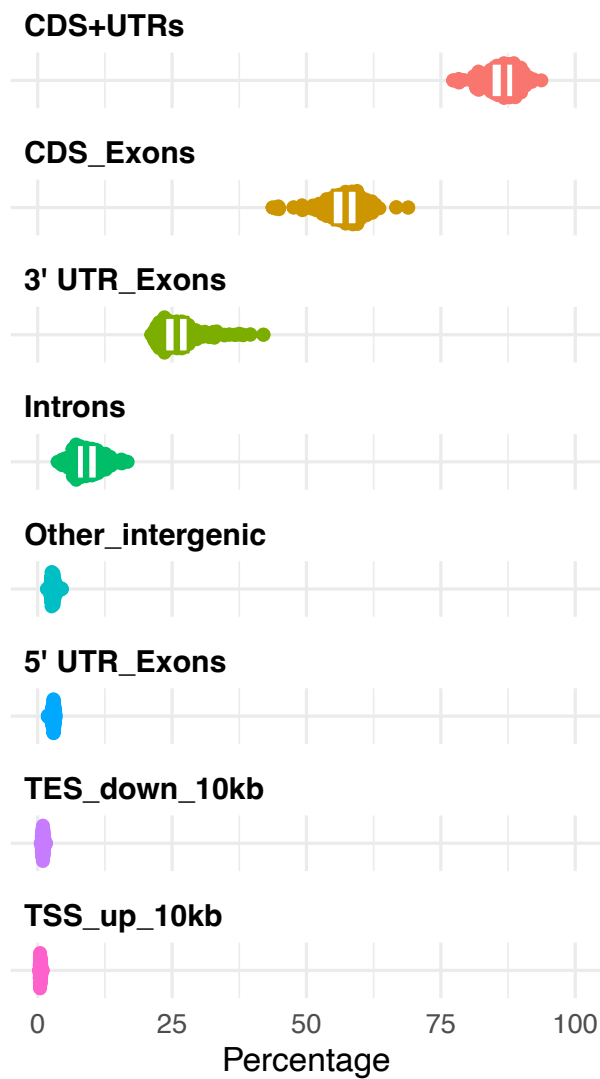 CDS+UTRs
CDS_Exons
3' UTR_Exons
Introns
Other_intergenic
5' UTR_Exons
TES_down_10kb
TSS_up_10kb
0 25 50 75 100
Percentage